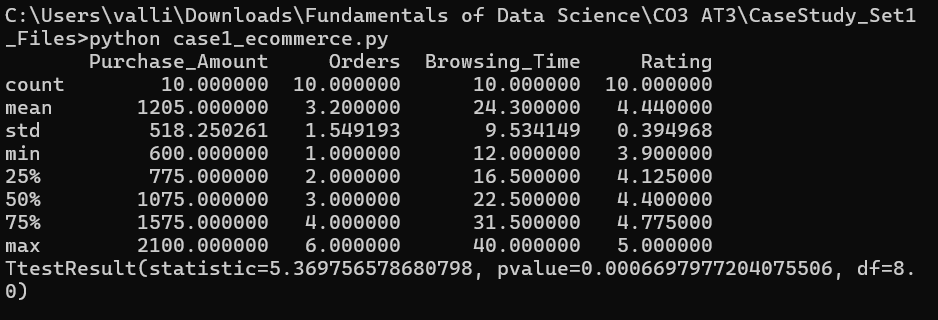 C:\Users\valli\Downloads\Fundamentals of Data Science\CO3 AT3\CaseStudy_Set1
_Files>python case1_ecommerce.py
       Purchase_Amount     Orders  Browsing_Time     Rating
count        10.000000  10.000000      10.000000  10.000000
mean       1205.000000   3.200000      24.300000   4.440000
std         518.250261   1.549193       9.534149   0.394968
min         600.000000   1.000000      12.000000   3.900000
25%         775.000000   2.000000      16.500000   4.125000
50%        1075.000000   3.000000      22.500000   4.400000
75%        1575.000000   4.000000      31.500000   4.775000
max        2100.000000   6.000000      40.000000   5.000000
TtestResult(statistic=5.369756578680798, pvalue=0.0006697977204075506, df=8.
0)